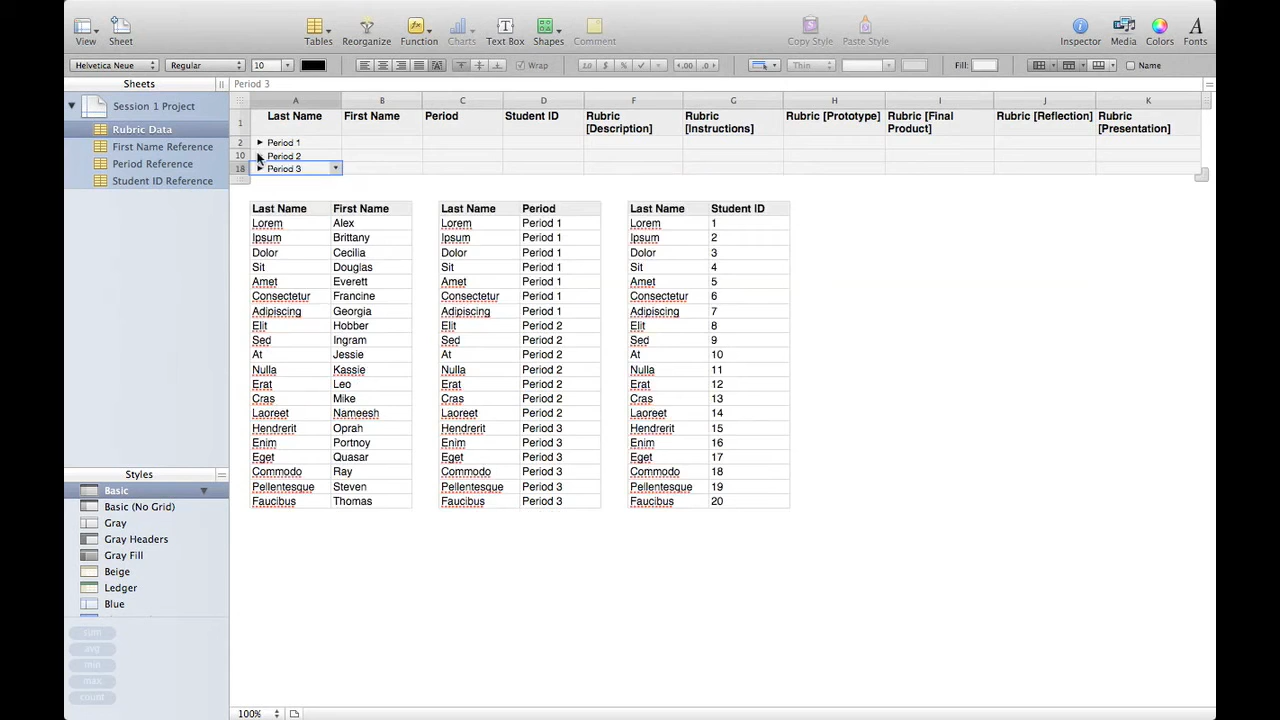 View Sheet Tables Reorganize Function Charts Text Box Shapes Comment Copy Style Paste Style Inspector Media Colors Fonts
Helvetica Neue Regular 10 Wrap Thin Fill: Name
Sheets Period 3
Session 1 Project
Rubric Data
First Name Reference
Period Reference
Student ID Reference
Styles
Basic
Basic (No Grid)
Gray
Gray Headers
Gray Fill
Beige
Ledger
Blue
sum
avg
min
max
count
A B C D F G H I J K
1 Last Name First Name Period Student ID Rubric [Description] Rubric [Instructions] Rubric [Prototype] Rubric [Final Product] Rubric [Reflection] Rubric [Presentation]
2 Period 1
10 Period 2
18 Period 3
Last Name First Name Last Name Period Last Name Student ID
Lorem Alex Lorem Period 1 Lorem 1
Ipsum Brittany Ipsum Period 1 Ipsum 2
Dolor Cecilia Dolor Period 1 Dolor 3
Sit Douglas Sit Period 1 Sit 4
Amet Everett Amet Period 1 Amet 5
Consectetur Francine Consectetur Period 1 Consectetur 6
Adipiscing Georgia Adipiscing Period 1 Adipiscing 7
Elit Hobber Elit Period 2 Elit 8
Sed Ingram Sed Period 2 Sed 9
At Jessie At Period 2 At 10
Nulla Kassie Nulla Period 2 Nulla 11
Erat Leo Erat Period 2 Erat 12
Cras Mike Cras Period 2 Cras 13
Laoreet Nameesh Laoreet Period 2 Laoreet 14
Hendrerit Oprah Hendrerit Period 3 Hendrerit 15
Enim Portnoy Enim Period 3 Enim 16
Eget Quasar Eget Period 3 Eget 17
Commodo Ray Commodo Period 3 Commodo 18
Pellentesque Steven Pellentesque Period 3 Pellentesque 19
Faucibus Thomas Faucibus Period 3 Faucibus 20
100%